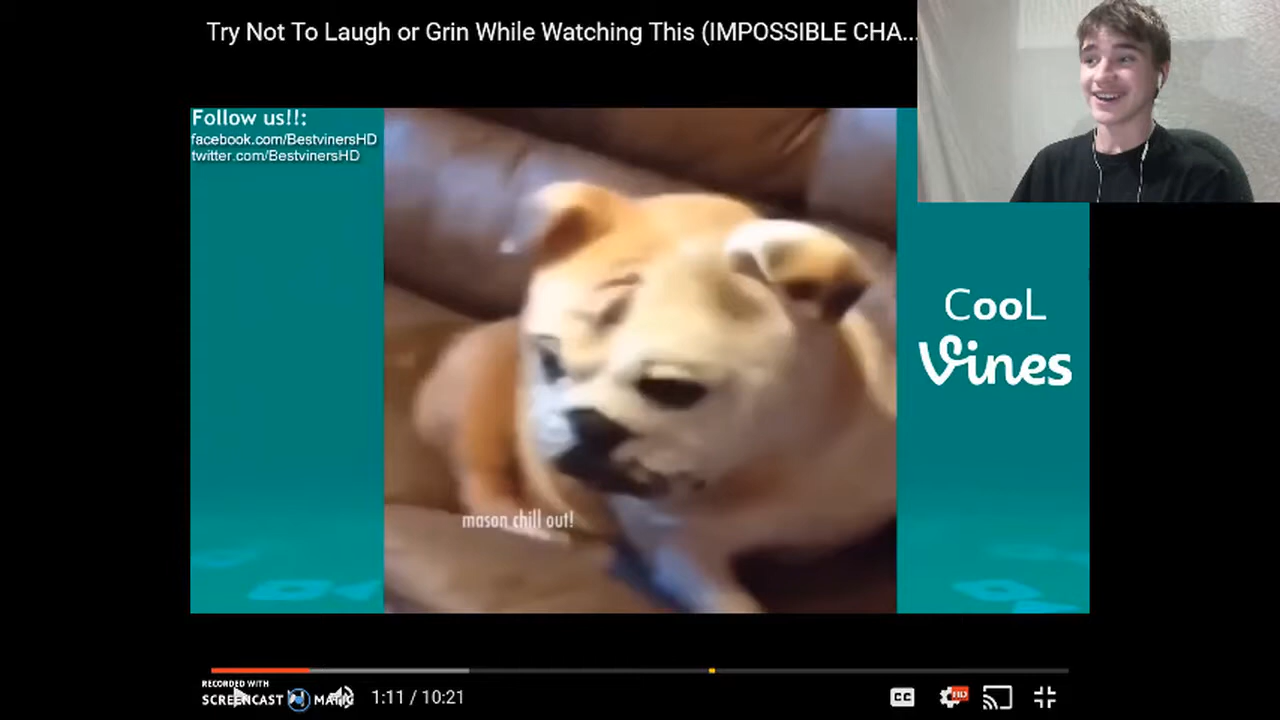 Try Not To Laugh or Grin While Watching This (IMPOSSIBLE CHA...
Follow us!!:
facebook.com/BestvinersHD
twitter.com/BestvinersHD
CooL
Vines
mason chill out!
RECORDED WITH
SCREENCAST MATIC
1:11 / 10:21
CC
HD